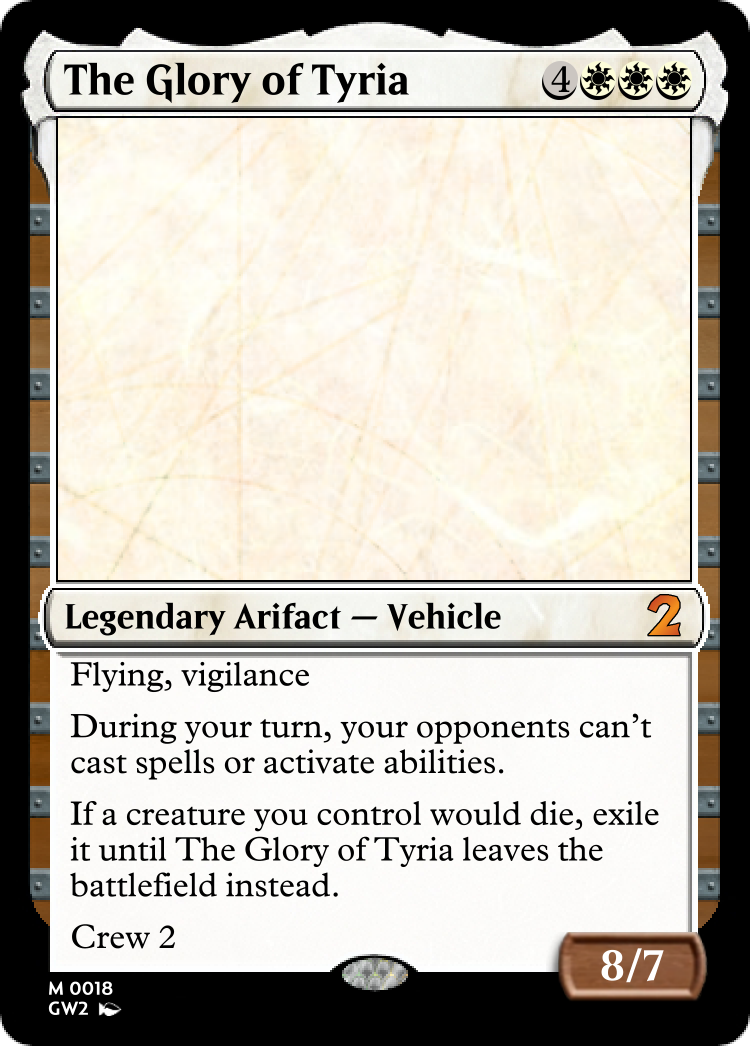 The Glory of Tyria 4
Legendary Arifact — Vehicle 2
Flying, vigilance
During your turn, your opponents can't
cast spells or activate abilities.
If a creature you control would die, exile
it until The Glory of Tyria leaves the
battlefield instead.
Crew 2
8/7
M 0018
GW2